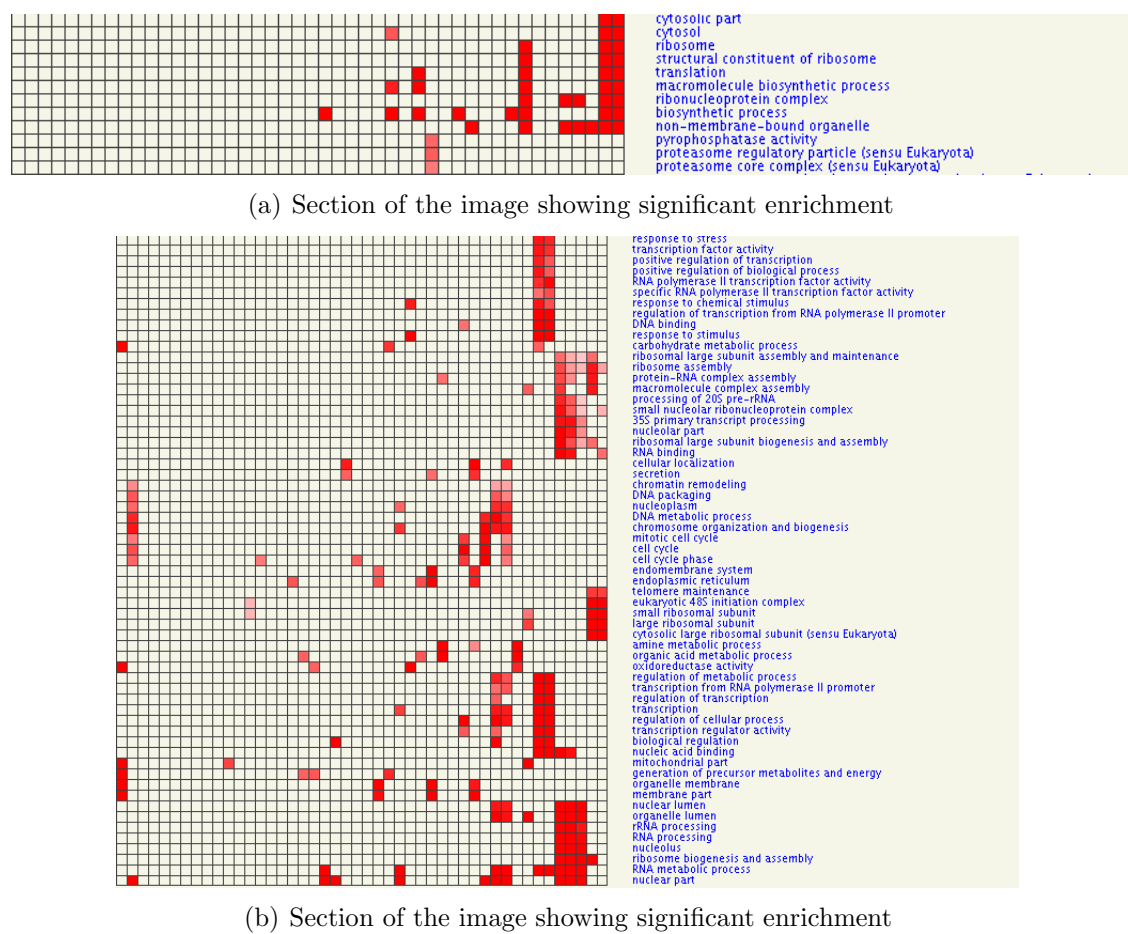 cytosolic part
cytosol
ribosome
structural constituent of ribosome
translation
macromolecule biosynthetic process
ribonucleoprotein complex
biosynthetic process
non-membrane-bound organelle
pyrophosphatase activity
proteasome regulatory particle (sensu Eukaryota)
proteasome core complex (sensu Eukaryota)
(a) Section of the image showing significant enrichment
response to stress
transcription factor activity
positive regulation of transcription
positive regulation of biological process
RNA polymerase II transcription factor activity
specific RNA polymerase II transcription factor activity
response to chemical stimulus
regulation of transcription from RNA polymerase II promoter
DNA binding
response to stimulus
carbohydrate metabolic process
ribosomal large subunit assembly and maintenance
ribosome assembly
protein-RNA complex assembly
macromolecular complex assembly
processing of 20S pre-rRNA
small nucleolar ribonucleoprotein complex
35S primary transcript processing
nucleolar part
ribosomal large subunit biogenesis and assembly
RNA binding
cellular localization
secretion
chromatin remodeling
DNA packaging
nucleoplasm
DNA metabolic process
chromosome organization and biogenesis
mitotic cell cycle
cell cycle
cell cycle phase
endomembrane system
endoplasmic reticulum
telomere maintenance
eukaryotic 48S initiation complex
small ribosomal subunit
large ribosomal subunit
cytosolic large ribosomal subunit (sensu Eukaryota)
amine metabolic process
organic acid metabolic process
oxidoreductase activity
regulation of metabolic process
transcription from RNA polymerase II promoter
regulation of transcription
transcription
regulation of cellular process
transcription regulator activity
biological regulation
nucleic acid binding
mitochondrial part
generation of precursor metabolites and energy
organelle membrane
membrane part
nuclear lumen
organelle lumen
rRNA processing
RNA processing
nucleolus
ribosome biogenesis and assembly
RNA metabolic process
nuclear part
(b) Section of the image showing significant enrichment